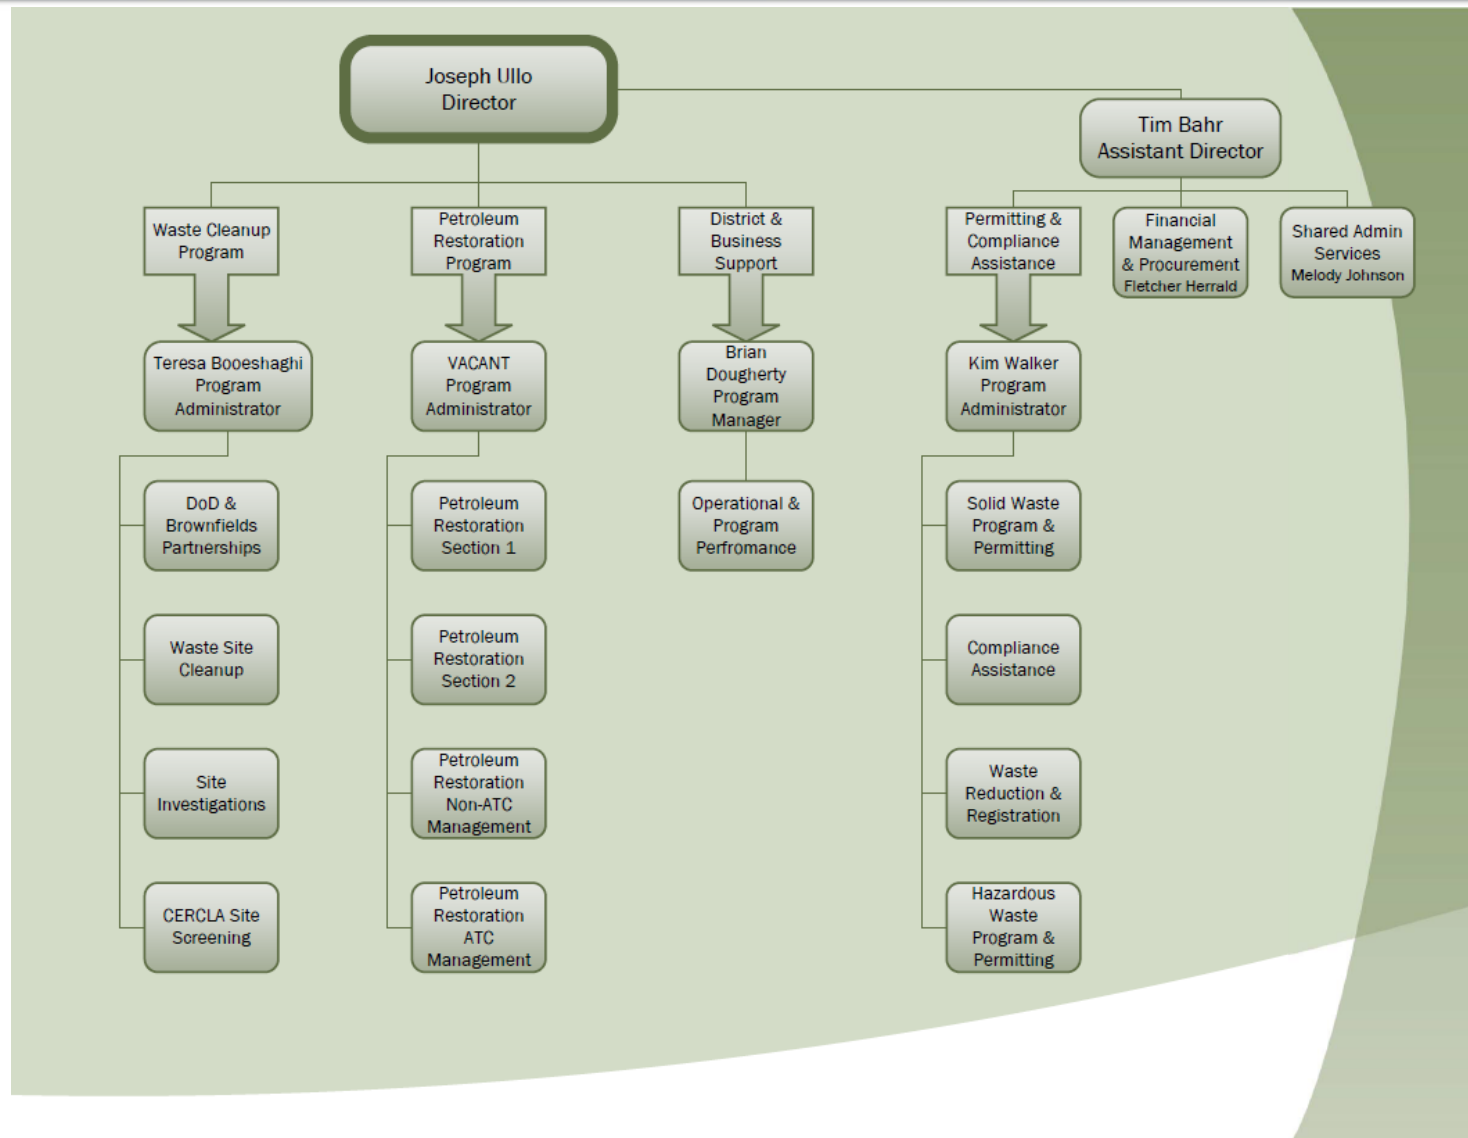 Joseph Ullo
Director
Tim Bahr
Assistant Director
Waste Cleanup
Program
Petroleum
Restoration
Program
District &
Business
Support
Permitting &
Compliance
Assistance
Financial
Management
& Procurement
Fletcher Herrald
Shared Admin
Services
Melody Johnson
Teresa Booeshaghi
Program
Administrator
VACANT
Program
Administrator
Brian
Dougherty
Program
Manager
Kim Walker
Program
Administrator
DoD &
Brownfields
Partnerships
Petroleum
Restoration
Section 1
Operational &
Program
Perfromance
Solid Waste
Program &
Permitting
Waste Site
Cleanup
Petroleum
Restoration
Section 2
Compliance
Assistance
Site
Investigations
Petroleum
Restoration
Non-ATC
Management
Waste
Reduction &
Registration
CERCLA Site
Screening
Petroleum
Restoration
ATC
Management
Hazardous
Waste
Program &
Permitting